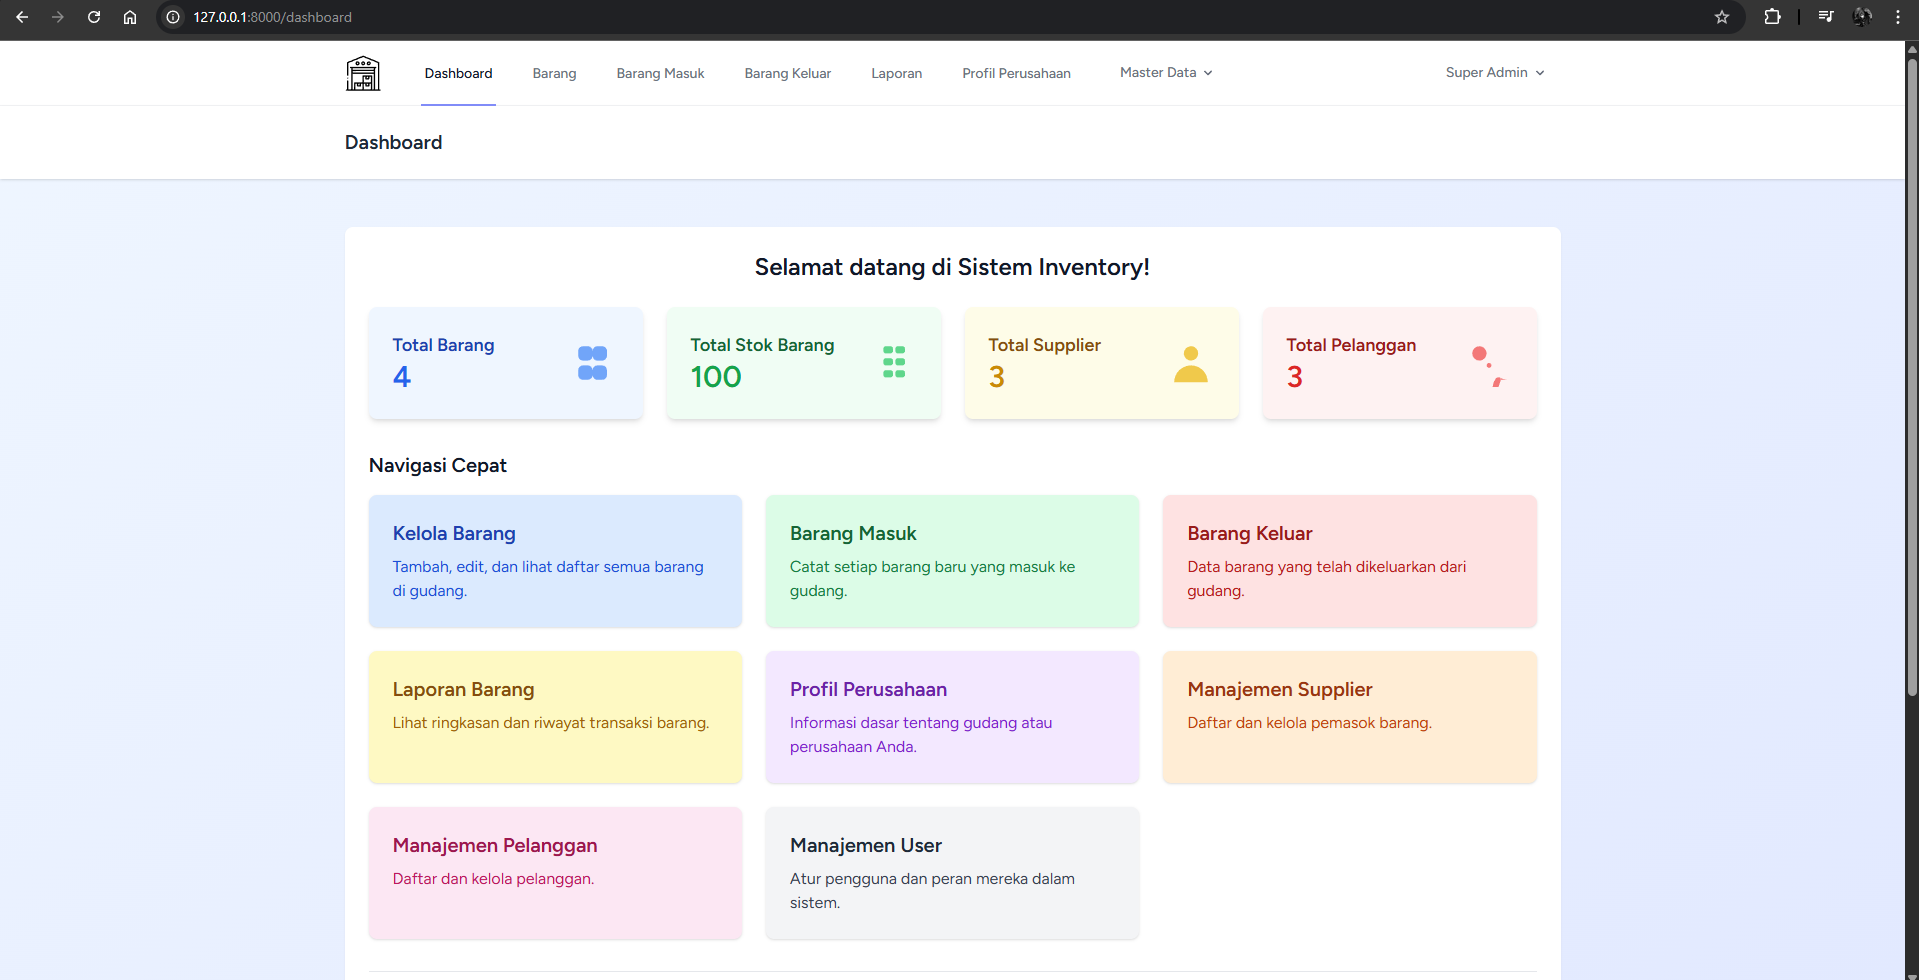 127.0.0.1:8000/dashboard
Dashboard Barang Barang Masuk Barang Keluar Laporan Profil Perusahaan Master Data Super Admin
Dashboard
Selamat datang di Sistem Inventory!
Total Barang
4
Total Stok Barang
100
Total Supplier
3
Total Pelanggan
3
Navigasi Cepat
Kelola Barang
Tambah, edit, dan lihat daftar semua barang
di gudang.
Barang Masuk
Catat setiap barang baru yang masuk ke
gudang.
Barang Keluar
Data barang yang telah dikeluarkan dari
gudang.
Laporan Barang
Lihat ringkasan dan riwayat transaksi barang.
Profil Perusahaan
Informasi dasar tentang gudang atau
perusahaan Anda.
Manajemen Supplier
Daftar dan kelola pemasok barang.
Manajemen Pelanggan
Daftar dan kelola pelanggan.
Manajemen User
Atur pengguna dan peran mereka dalam
sistem.